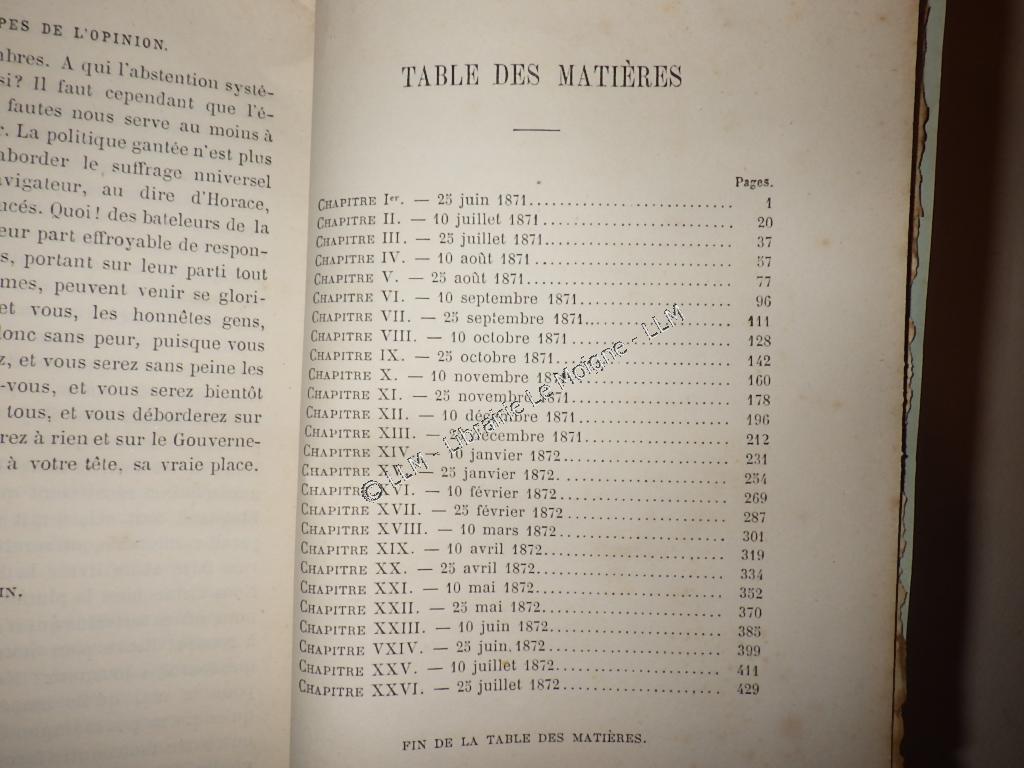 PES DE L'OPINION.
nbres. A qui l'abstention systé-
si? Il faut cependant que l'é-
fautes nous serve au moins à
r. La politique gantée n'est plus
aborder le suffrage universel
avigateur, au dire d'Horace,
ucés. Quoi! des bateleurs de la
eur part effroyable de respon-
s, portant sur leur parti tout
mes, peuvent venir se glori-
et vous, les honnêtes gens,
donc sans peur, puisque vous
z, et vous serez sans peine les
-vous, et vous serez bientôt
tous, et vous déborderez sur
rez à rien et sur le Gouverne-
à votre tête, sa vraie place.
IN.
TABLE DES MATIÈRES
Pages.
CHAPITRE Ier. — 25 juin 1871 1
CHAPITRE II. — 10 juillet 1871 20
CHAPITRE III. — 25 juillet 1871 37
CHAPITRE IV. — 10 août 1871 57
CHAPITRE V. — 25 août 1871 77
CHAPITRE VI. — 10 septembre 1871 96
CHAPITRE VII. — 25 septembre 1871 111
CHAPITRE VIII. — 10 octobre 1871 128
CHAPITRE IX. — 25 octobre 1871 142
CHAPITRE X. — 10 novembre 1871 160
CHAPITRE XI. — 25 novembre 1871 178
CHAPITRE XII. — 10 décembre 1871 196
CHAPITRE XIII. — 25 décembre 1871 212
CHAPITRE XIV. — 10 janvier 1872 231
CHAPITRE XV. — 25 janvier 1872 254
CHAPITRE XVI. — 10 février 1872 269
CHAPITRE XVII. — 25 février 1872 287
CHAPITRE XVIII. — 10 mars 1872 301
CHAPITRE XIX. — 10 avril 1872 319
CHAPITRE XX. — 25 avril 1872 334
CHAPITRE XXI. — 10 mai 1872 352
CHAPITRE XXII. — 25 mai 1872 370
CHAPITRE XXIII. — 10 juin 1872 385
CHAPITRE VXIV. — 25 juin 1872 399
CHAPITRE XXV. — 10 juillet 1872 411
CHAPITRE XXVI. — 25 juillet 1872 429
FIN DE LA TABLE DES MATIÈRES.
© LLM - Librairie Le Moigne - LLM